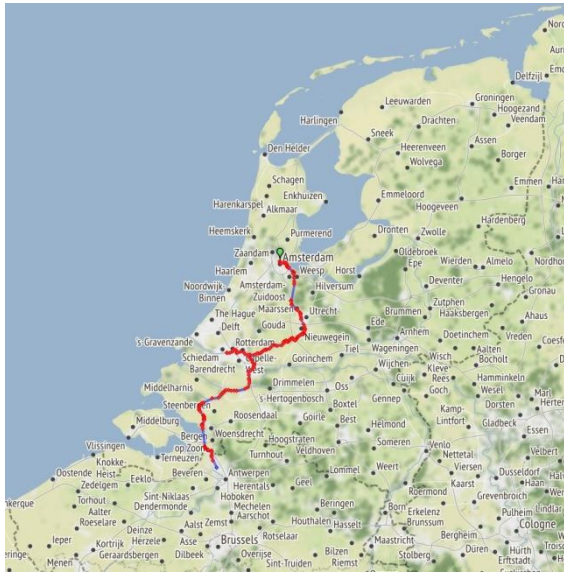 Delfzijl
Leeuwarden
Groningen
Hoogezand
Harlingen
Drachten
Veendam
Sneek
Assen
Den Helder
Heerenveen
Wolvega
Borger
Schagen
Emmen
Enkhuizen
Emmeloord
Harenkarspel
Hoogeveen
Alkmaar
Hardenberg
Heemskerk
Purmerend
Dronten
Zwolle
Zaandam
Amsterdam
Oldebroek
Wierden
Almelo
Nordhor
Epe
Haarlem
Weesp
Horst
Hengelo
Noordwijk-
Binnen
Amsterdam-
Zuidoost
Hilversum
Deventer
Gronau
Maarssen
Utrecht
Brummen
Zutphen
Haaksbergen
Ahaus
The Hague
Delft
Gouda
Ede
Nieuwegein
Arnhem
Doetinchem
Vreden
Coesf
's-Gravenzande
Rotterdam
Tiel
Wageningen
Wisch
Aalten
Bocholt
Schiedam
Gorinchem
Wijchen
Barendrecht
West
Cuijk
Kleve
Rees
Middelharnis
Drimmelen
Oss
Gennep
Goch
Hamminkeln
Wesel
Steenbergen
's-Hertogenbosch
Roosendaal
Boxtel
Goirle
Best
Kamp-
Lintfort
Middelburg
Woensdrecht
Helmond
Gladbeck
Essen
Vlissingen
Bergen
op Zoom
Hoogstraten
Someren
Venlo
Knokke-
Heist
Terneuzen
Turnhout
Veldhoven
Nettetal
Oostende
Zedelgem
Eeklo
Beveren
Antwerpen
Geel
Lommel
Weert
Viersen
Düsseldorf
Haan
Torhout
Sint-Niklaas
Hoboken
Herentals
Roermond
Grevenbroich
Aalter
Dendermonde
Mechelen
Beringen
Roeselare
Deinze
Zemst
Aarschot
Born
Erkelenz
Pulheim
Herzele
Aalst
Houthalen
Hasselt
Brunssum
Cologne
Ieper
Kortrijk
Dilbeek
Brussels
Rotselaar
Maastricht
Bergheim
Hürth
Menen
Geraardsbergen
Overijse
Bilzen
Stolberg
Düren
Erftstadt
Halle
Sint-Truiden
Riemst